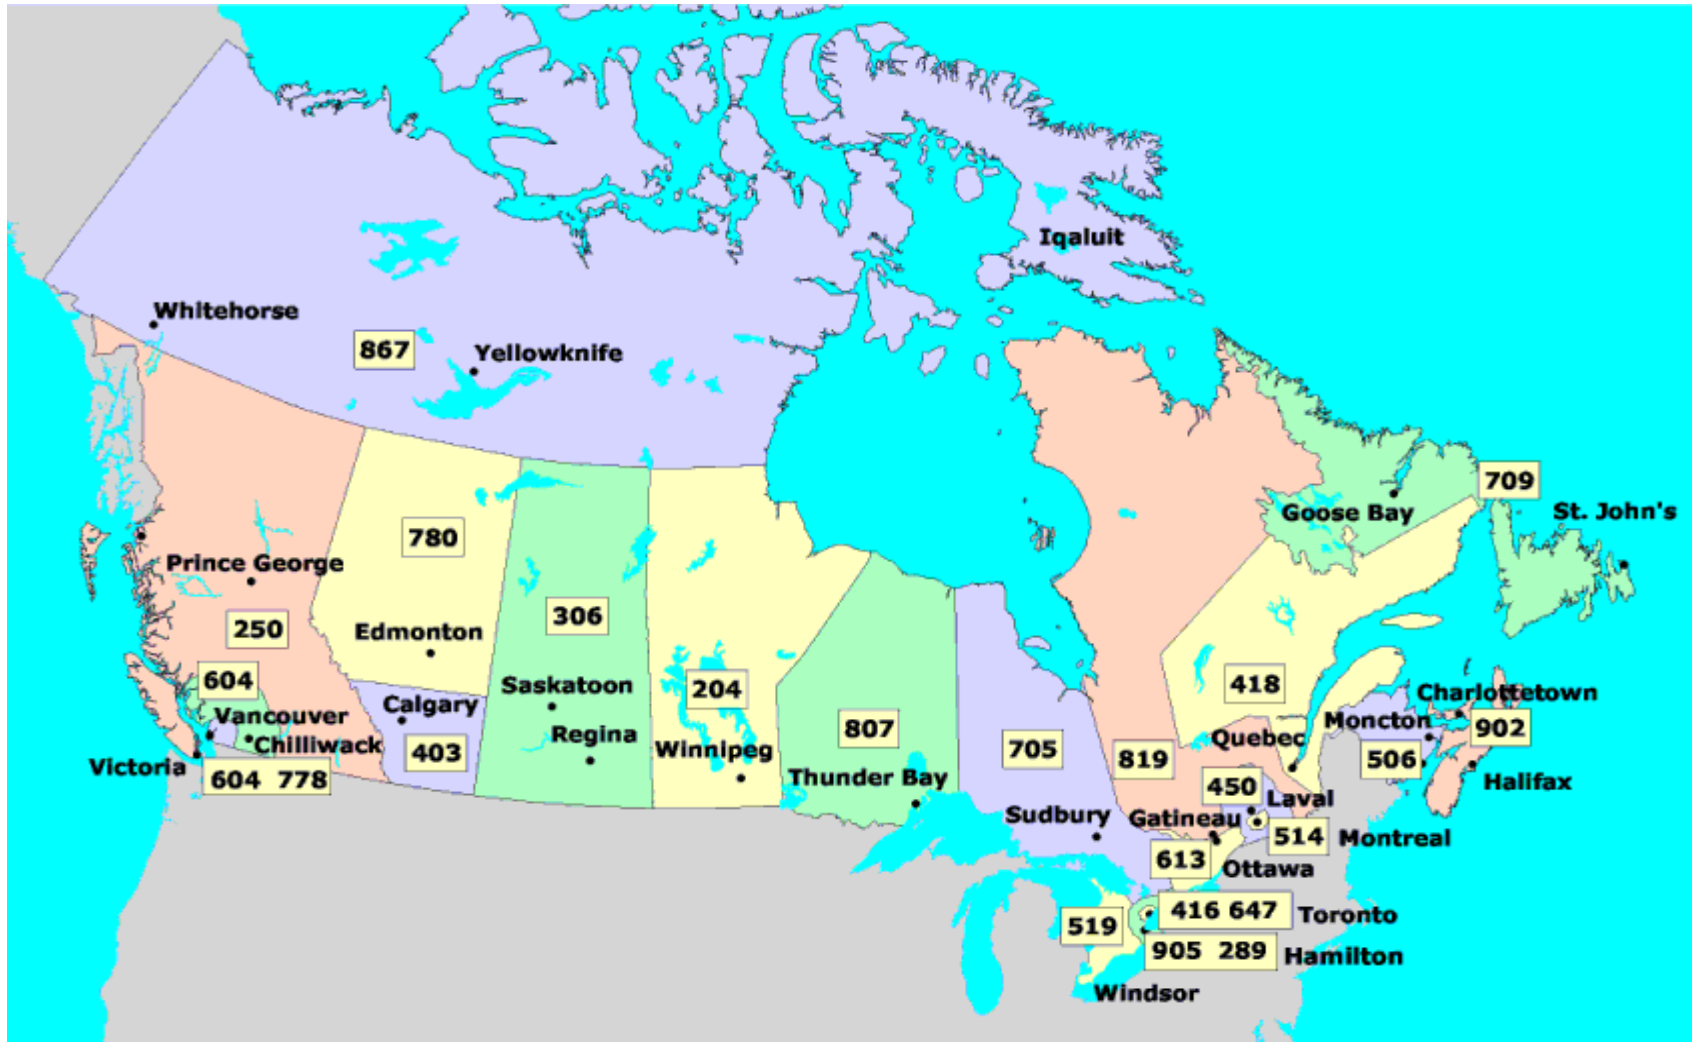 Iqaluit
Whitehorse
867
Yellowknife
709
St. John's
Goose Bay
780
Prince George
250
306
Edmonton
604
Saskatoon
204
418
Charlottetown
Calgary
Vancouver
Moncton
902
Chilliwack
403
Regina
Winnipeg
807
705
819
Quebec
506
Victoria
604 778
Thunder Bay
450
Laval
Halifax
Sudbury
Gatineau
514
Montreal
613
Ottawa
519
416 647
Toronto
905 289
Hamilton
Windsor